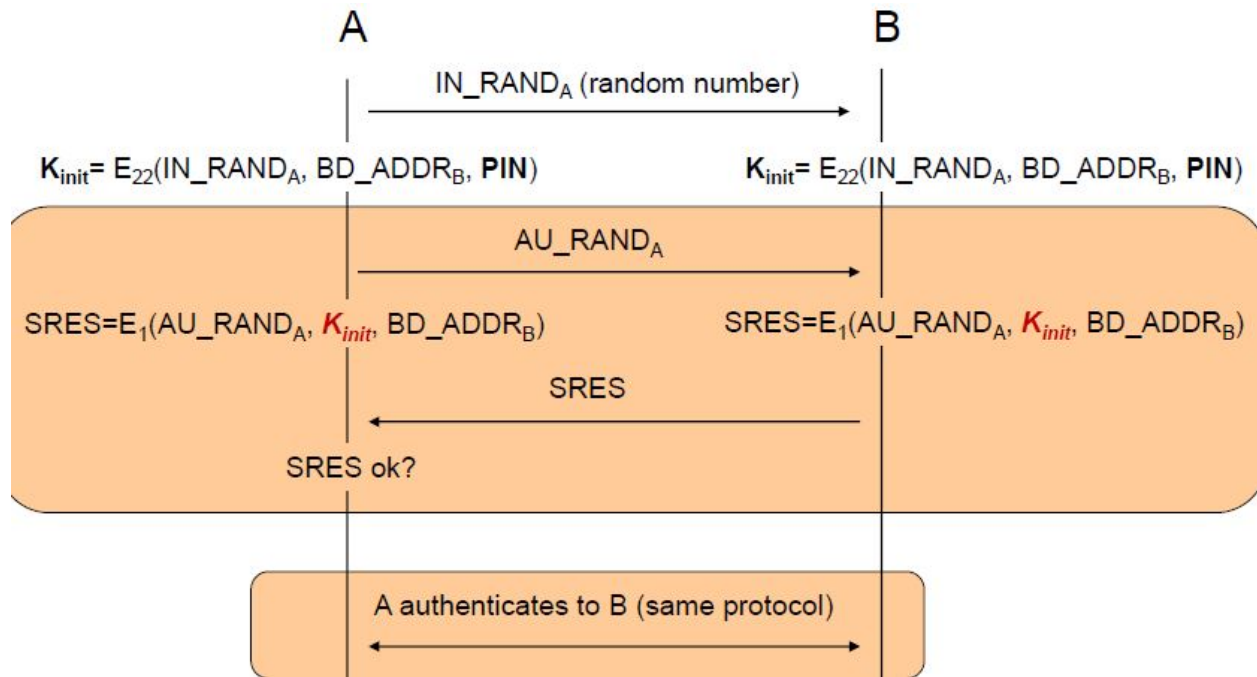 A B
IN_RANDA (random number)
Kinit= E22(IN_RANDA, BD_ADDRB, PIN) Kinit= E22(IN_RANDA, BD_ADDRB, PIN)
AU_RANDA
SRES=E1(AU_RANDA, Kinit, BD_ADDRB) SRES=E1(AU_RANDA, Kinit, BD_ADDRB)
SRES
SRES ok?
A authenticates to B (same protocol)